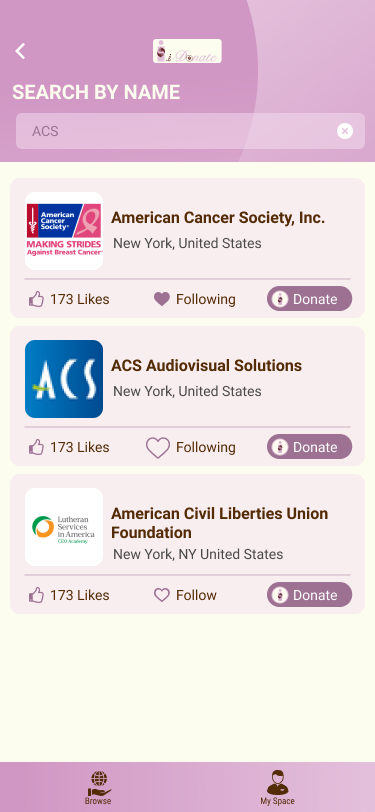 i Donate
SEARCH BY NAME
ACS
American Cancer Society®
MAKING STRIDES
Against Breast Cancer®
American Cancer Society, Inc.
New York, United States
173 Likes
Following
Donate
ACS
ACS Audiovisual Solutions
New York, United States
173 Likes
Following
Donate
Lutheran
Services
in America
CEO Academy
American Civil Liberties Union
Foundation
New York, NY United States
173 Likes
Follow
Donate
Browse
My Space